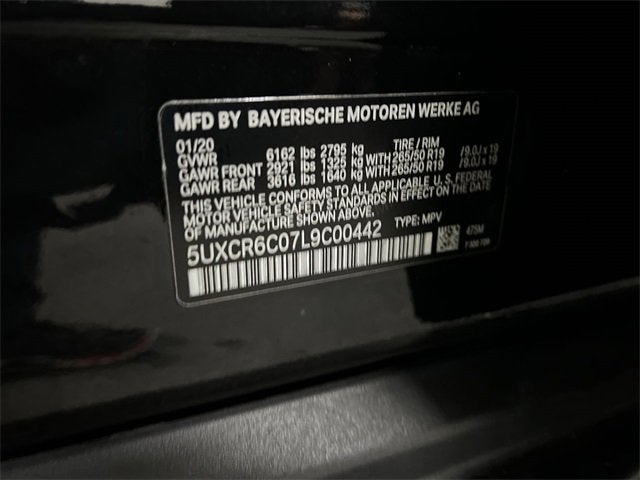 MFD BY BAYERISCHE MOTOREN WERKE AG
01/20 TIRE / RIM
GVWR 6162 lbs 2795 kg
GAWR FRONT 2921 lbs 1325 kg WITH 265/50 R19 /9.0J x 19
GAWR REAR 3616 lbs 1640 kg WITH 265/50 R19 /9.0J x 19
THIS VEHICLE CONFORMS TO ALL APPLICABLE U.S. FEDERAL
MOTOR VEHICLE SAFETY STANDARDS IN EFFECT ON THE DATE
OF MANUFACTURE SHOWN ABOVE.
5UXCR6C07L9C00442 TYPE: MPV
475M